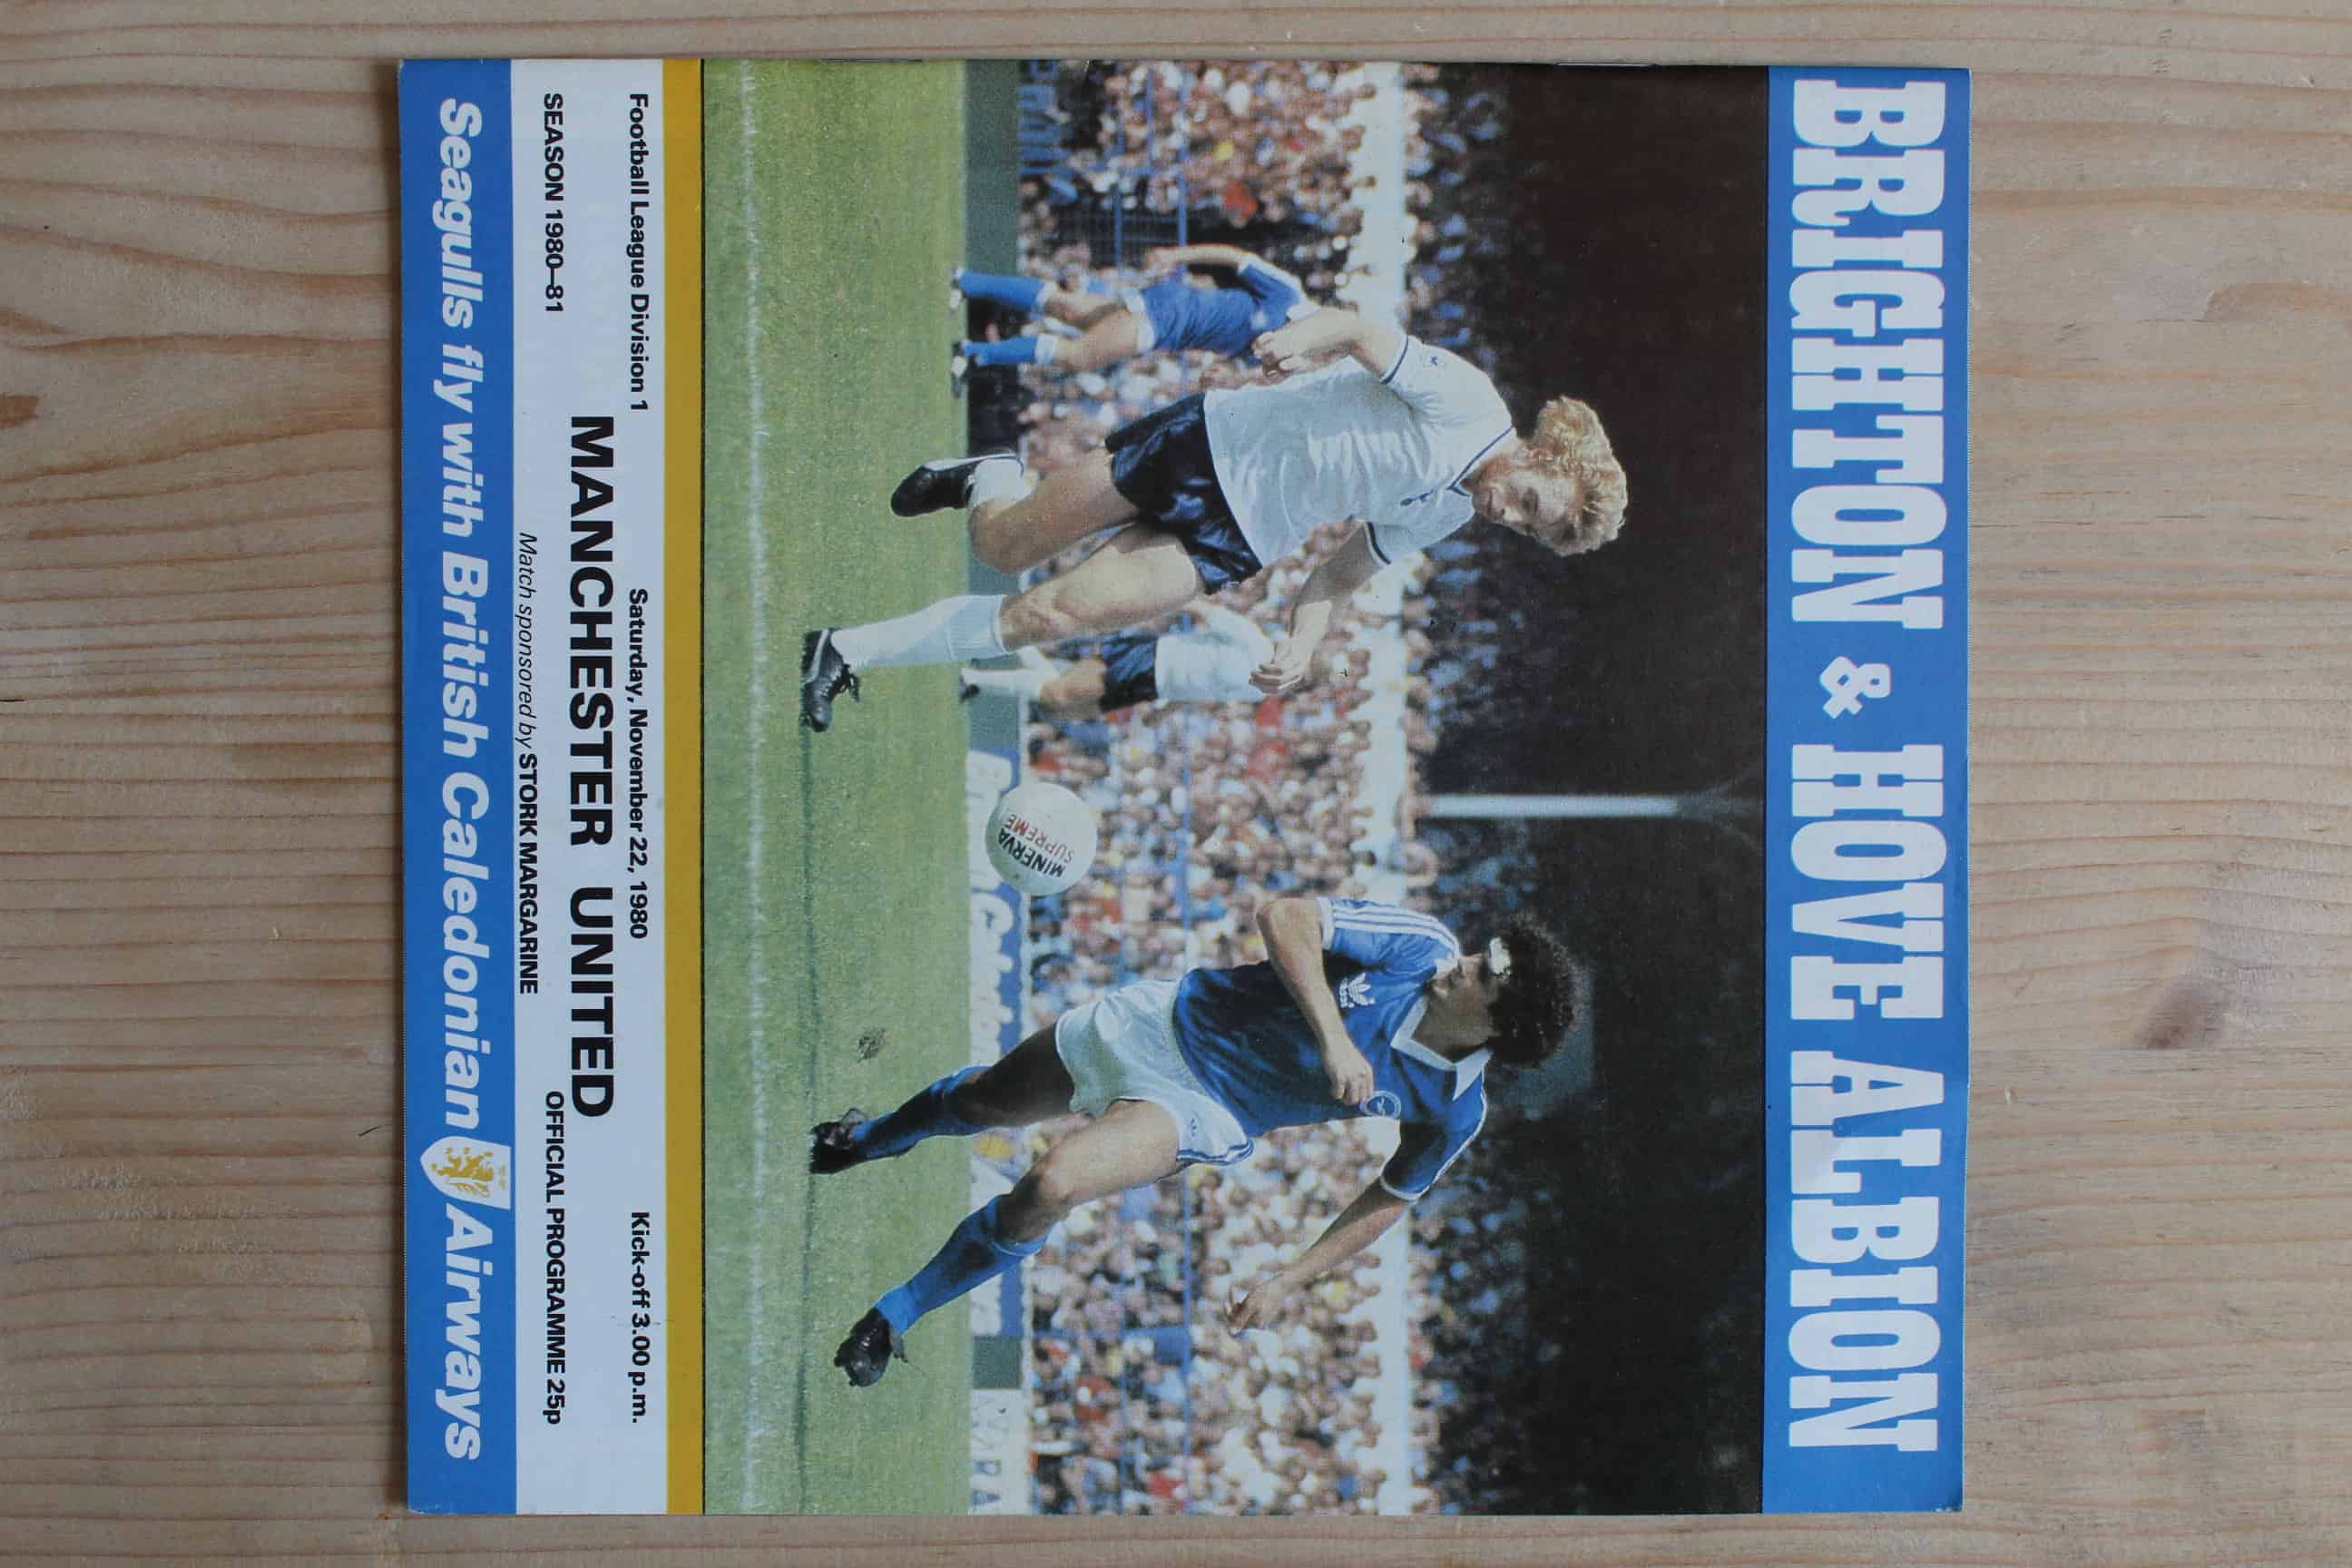 BRIGHTON & HOVE ALBION
MINERVA
SUPREME
adidas
Football League Division 1
Saturday, November 22, 1980
Kick-off 3.00 p.m.
MANCHESTER UNITED
SEASON 1980–81
OFFICIAL PROGRAMME 25p
Match sponsored by STORK MARGARINE
Seagulls fly with British Caledonian Airways